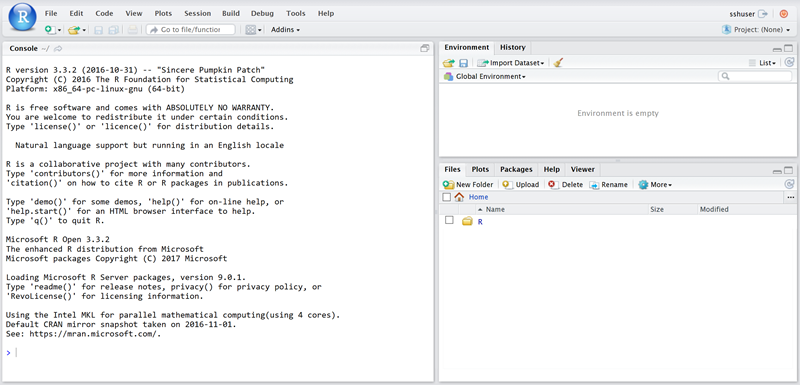 R
File Edit Code View Plots Session Build Debug Tools Help
sshuser
Go to file/function
Addins
Project: (None)
Console ~/
R version 3.3.2 (2016-10-31) -- "Sincere Pumpkin Patch"
Copyright (C) 2016 The R Foundation for Statistical Computing
Platform: x86_64-pc-linux-gnu (64-bit)
R is free software and comes with ABSOLUTELY NO WARRANTY.
You are welcome to redistribute it under certain conditions.
Type 'license()' or 'licence()' for distribution details.
Natural language support but running in an English locale
R is a collaborative project with many contributors.
Type 'contributors()' for more information and
'citation()' on how to cite R or R packages in publications.
Type 'demo()' for some demos, 'help()' for on-line help, or
'help.start()' for an HTML browser interface to help.
Type 'q()' to quit R.
Microsoft R Open 3.3.2
The enhanced R distribution from Microsoft
Microsoft packages Copyright (C) 2017 Microsoft
Loading Microsoft R Server packages, version 9.0.1.
Type 'readme()' for release notes, privacy() for privacy policy, or
'RevoLicense()' for licensing information.
Using the Intel MKL for parallel mathematical computing(using 4 cores).
Default CRAN mirror snapshot taken on 2016-11-01.
See: https://mran.microsoft.com/.
>
Environment History
Import Dataset
List
Global Environment
Environment is empty
Files Plots Packages Help Viewer
New Folder Upload Delete Rename More
Home
...
Name Size Modified
R